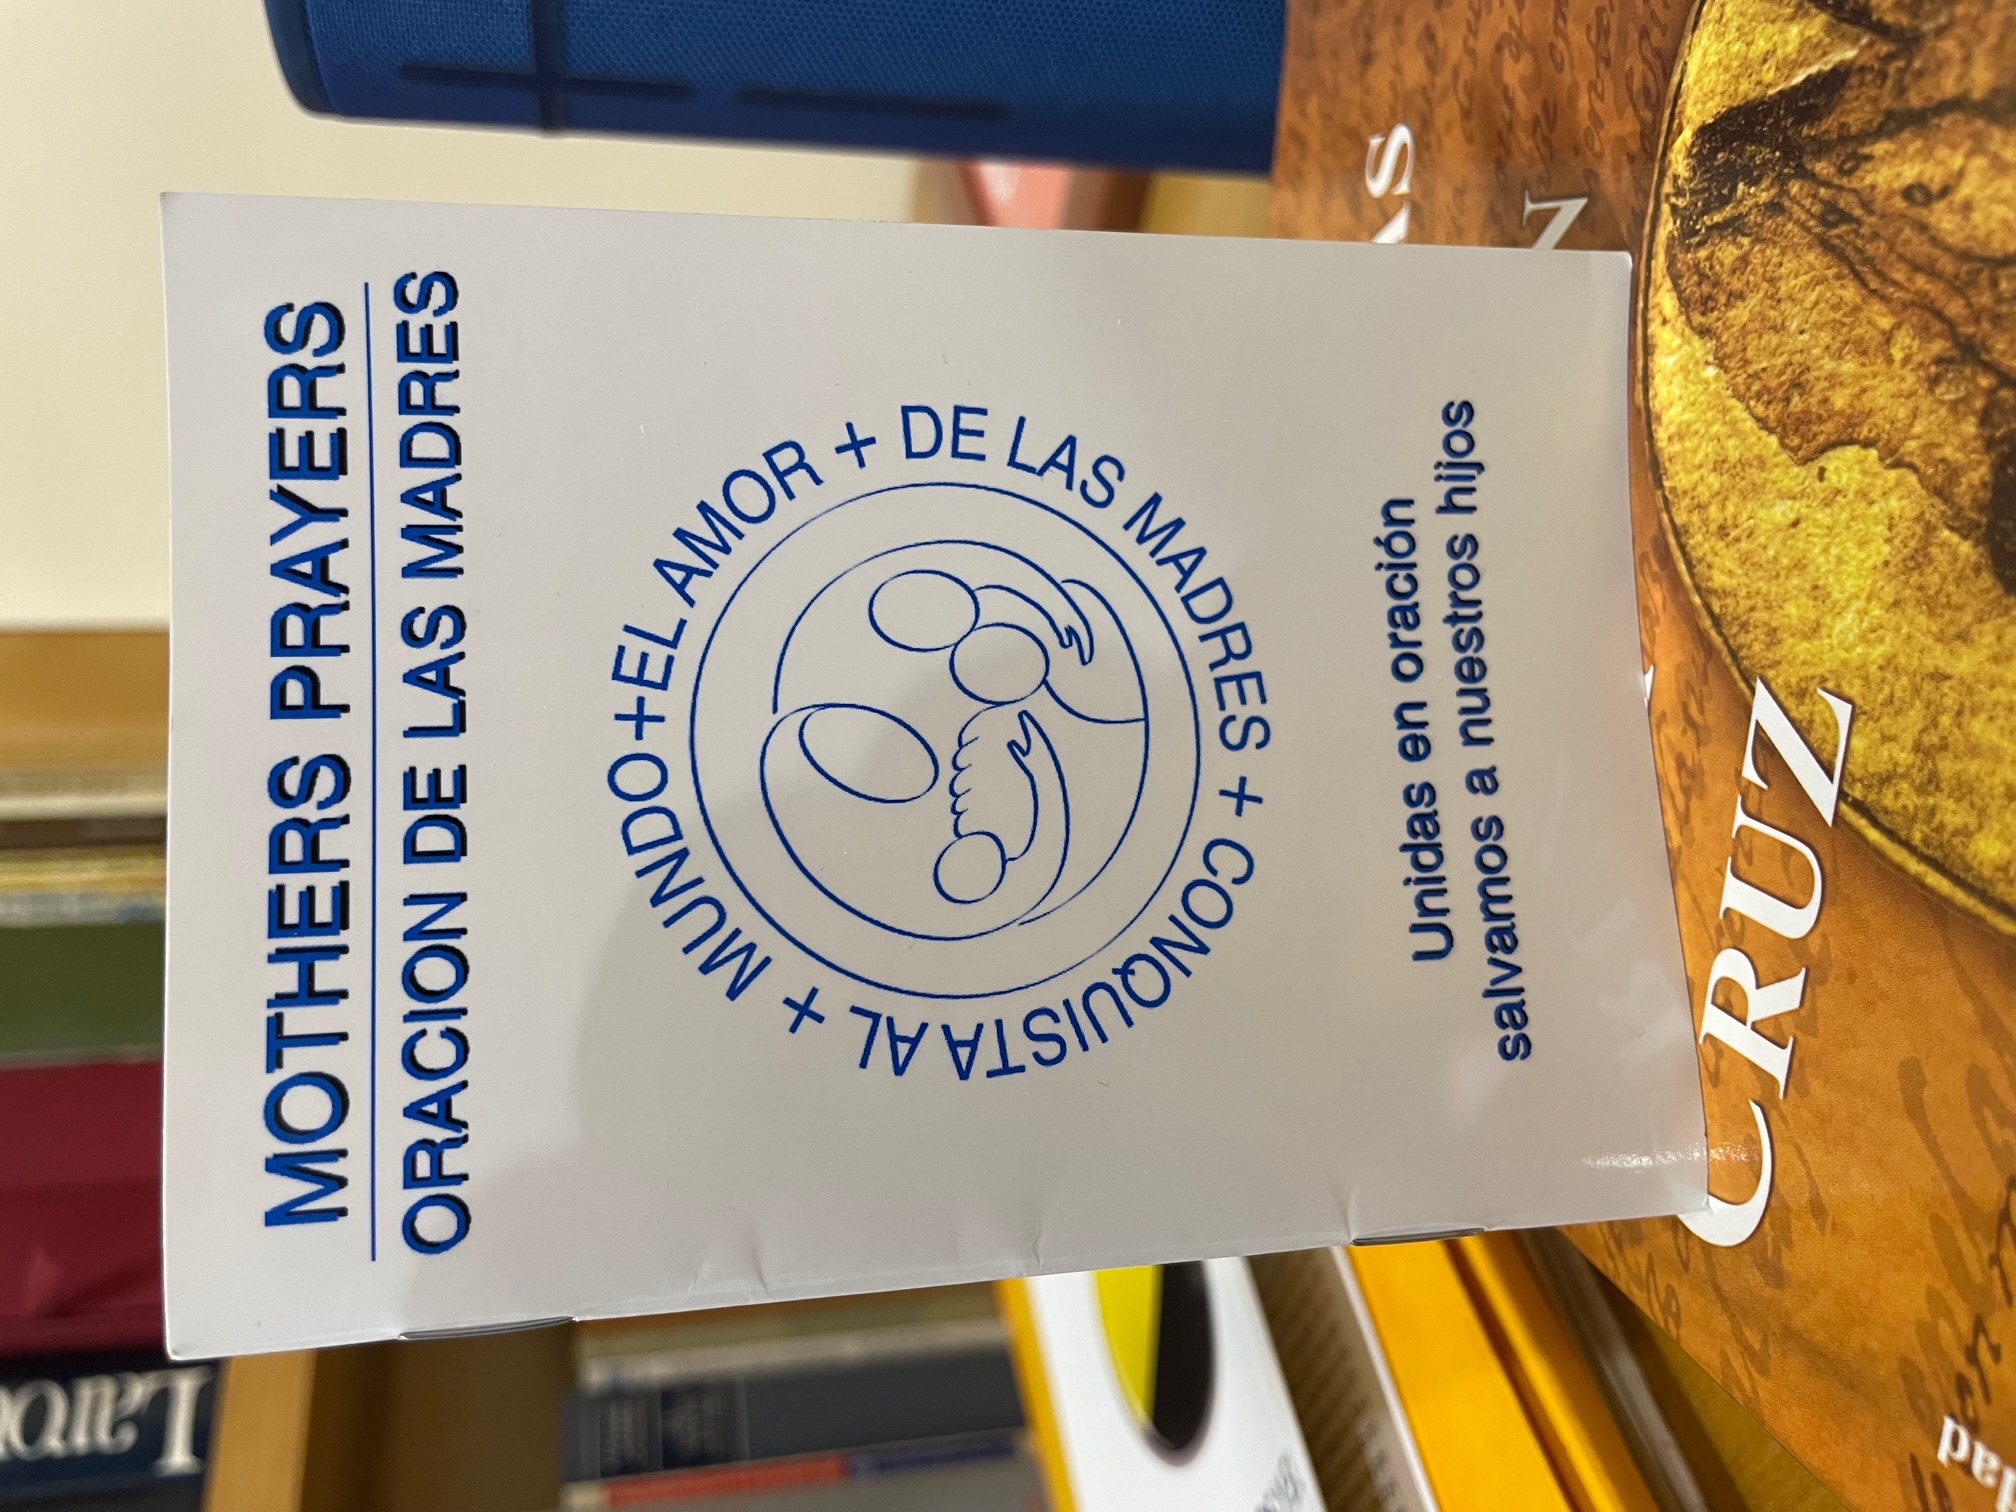 MOTHERS PRAYERS
ORACION DE LAS MADRES
EL AMOR + DE LAS MADRES + CONQUISTA AL + MUNDO +
Unidas en oración
salvamos a nuestros hijos
CRUZ